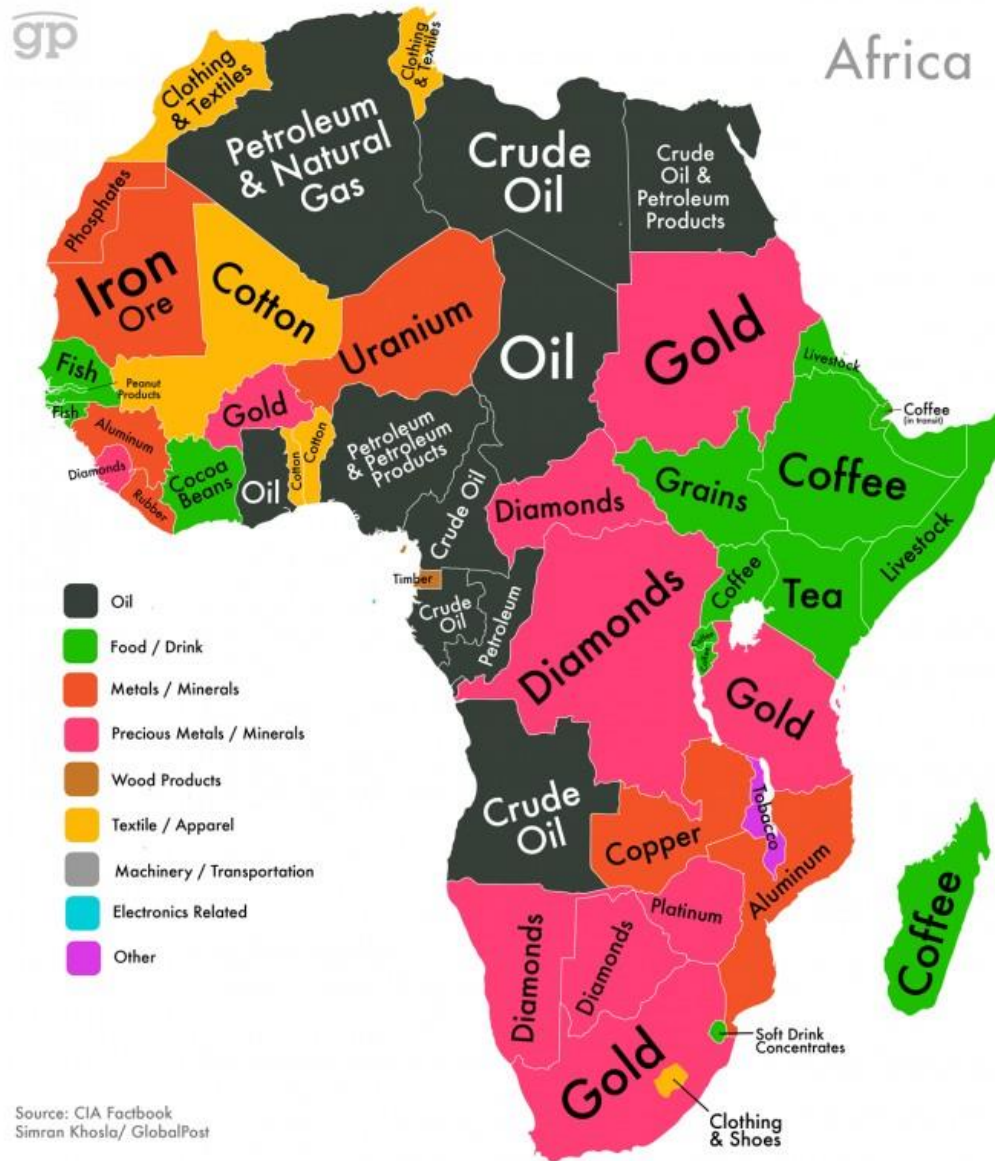 gp
Africa
Clothing
& Textiles
Clothing
& Textiles
Petroleum
& Natural
Gas
Crude
Oil
Crude
Oil &
Petroleum
Products
Phosphates
Iron
Ore
Cotton
Uranium
Oil
Gold
Livestock
Coffee
(in transit)
Fish
Peanut
Products
Fish
Aluminum
Diamonds
Rubber
Cocoa
Beans
Gold
Oil
Cotton
Cotton
Petroleum
& Petroleum
Products
Crude Oil
Diamonds
Grains
Coffee
Livestock
Timber
Crude
Oil
Petroleum
Diamonds
Coffee
Tea
Coffee
Coffee
Gold
Oil
Food / Drink
Metals / Minerals
Precious Metals / Minerals
Wood Products
Textile / Apparel
Machinery / Transportation
Electronics Related
Other
Crude
Oil
Copper
Tobacco
Aluminum
Diamonds
Diamonds
Platinum
Coffee
Gold
Soft Drink
Concentrates
Clothing
& Shoes
Source: CIA Factbook
Simran Khosla/ GlobalPost